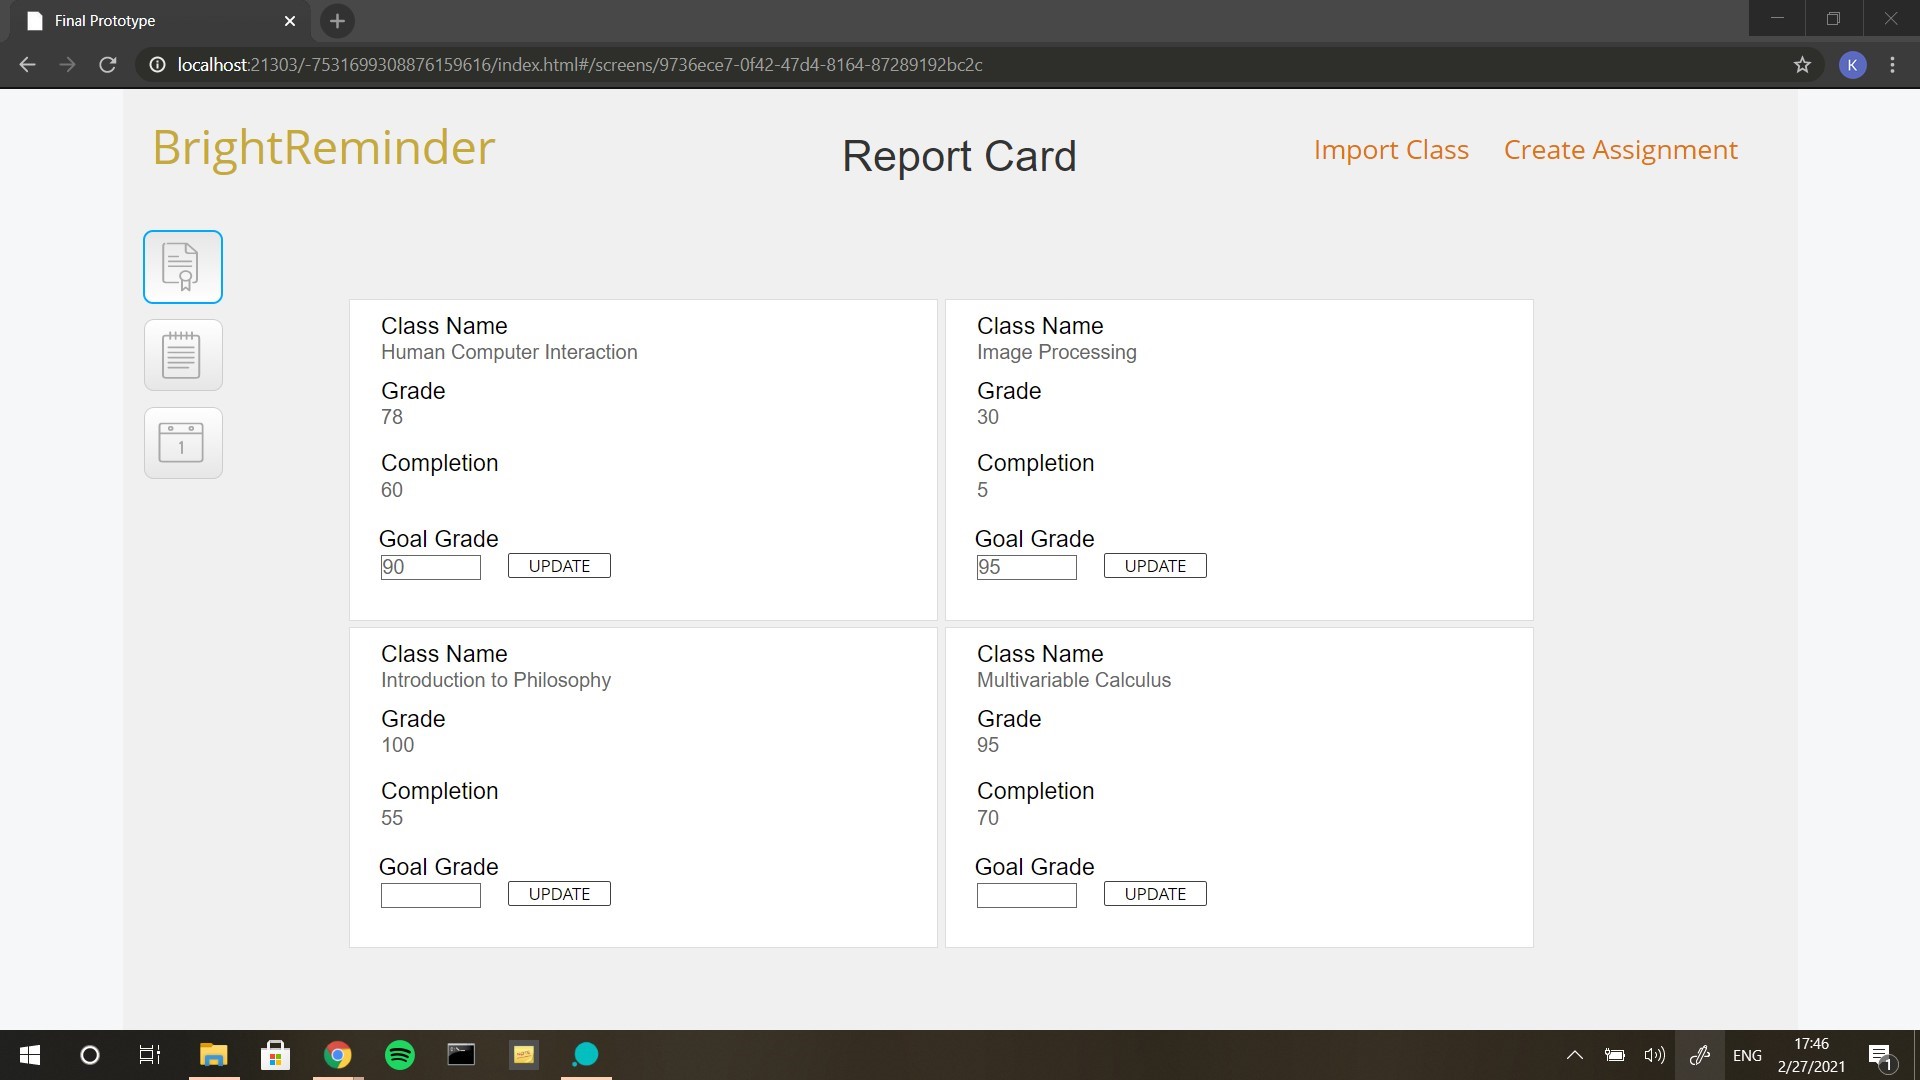 Final Prototype
localhost:21303/-7531699308876159616/index.html#/screens/9736ece7-0f42-47d4-8164-87289192bc2c
K
BrightReminder
Report Card
Import Class
Create Assignment
1
Class Name
Human Computer Interaction
Grade
78
Completion
60
Goal Grade
90
UPDATE
Class Name
Image Processing
Grade
30
Completion
5
Goal Grade
95
UPDATE
Class Name
Introduction to Philosophy
Grade
100
Completion
55
Goal Grade
UPDATE
Class Name
Multivariable Calculus
Grade
95
Completion
70
Goal Grade
UPDATE
ENG
17:46
2/27/2021
1